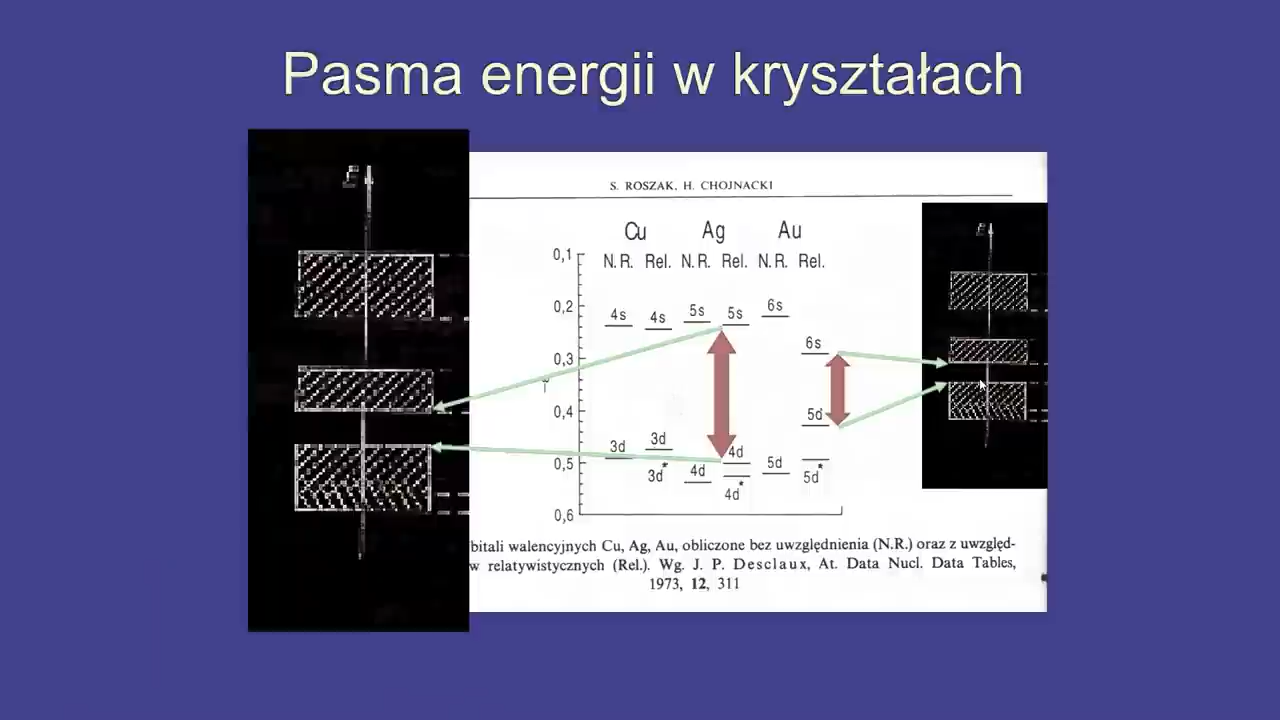 Pasma energii w kryształach
S. ROSZAK, H. CHOJNACKI
Cu Ag Au
N.R. Rel. N.R. Rel. N.R. Rel.
0,1
0,2
0,3
0,4
0,5
0,6
4s 4s 5s 5s 6s
6s
5d
3d 3d 4d
3d* 4d 5d 5d*
4d*
bitali walencyjnych Cu, Ag, Au, obliczone bez uwzględnienia (N.R.) oraz z uwzględ-
w relatywistycznych (Rel.). Wg. J. P. Desclaux, At. Data Nucl. Data Tables,
1973, 12, 311